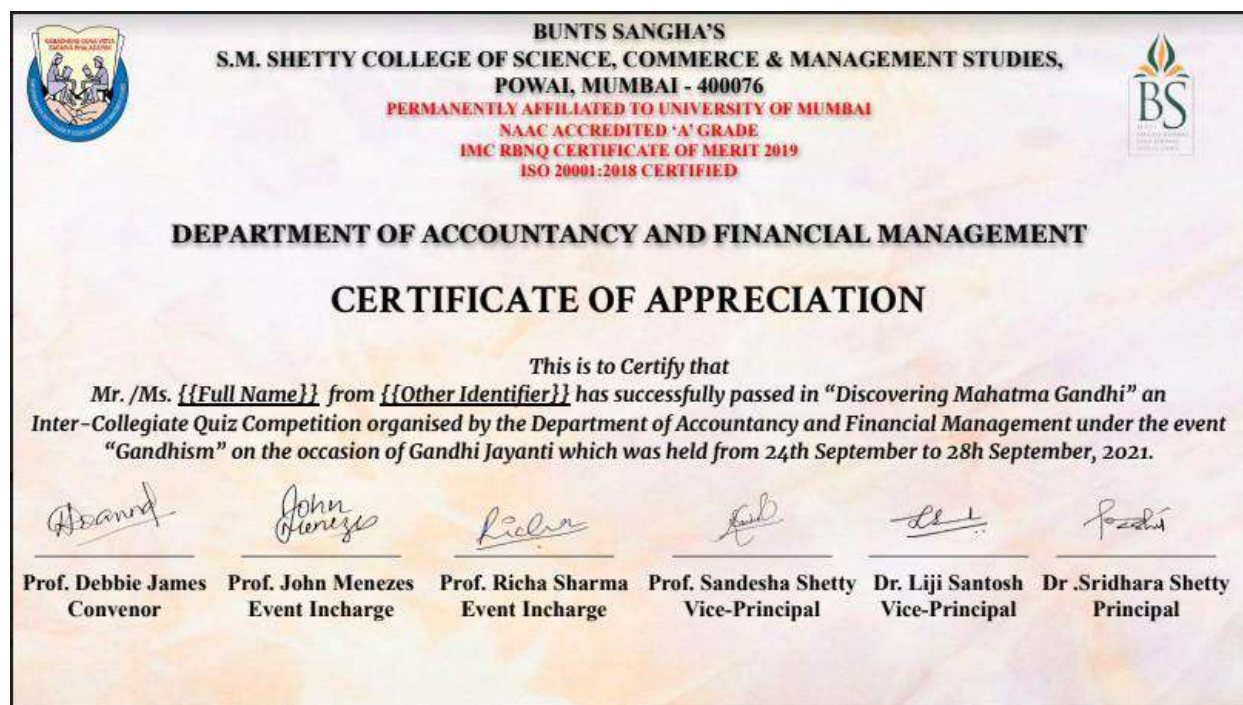 BUNTS SANGHA'S
S.M. SHETTY COLLEGE OF SCIENCE, COMMERCE & MANAGEMENT STUDIES,
POWAI, MUMBAI - 400076
PERMANENTLY AFFILIATED TO UNIVERSITY OF MUMBAI
NAAC ACCREDITED 'A' GRADE
IMC RBNQ CERTIFICATE OF MERIT 2019
ISO 20001:2018 CERTIFIED
BS
DEPARTMENT OF ACCOUNTANCY AND FINANCIAL MANAGEMENT
CERTIFICATE OF APPRECIATION
This is to Certify that
Mr. /Ms. {{Full Name}} from {{Other Identifier}} has successfully passed in “Discovering Mahatma Gandhi” an
Inter-Collegiate Quiz Competition organised by the Department of Accountancy and Financial Management under the event
“Gandhism” on the occasion of Gandhi Jayanti which was held from 24th September to 28h September, 2021.
John Menezes Richa
Prof. Debbie James Prof. John Menezes Prof. Richa Sharma Prof. Sandesha Shetty Dr. Liji Santosh Dr .Sridhara Shetty
Convenor Event Incharge Event Incharge Vice-Principal Vice-Principal Principal